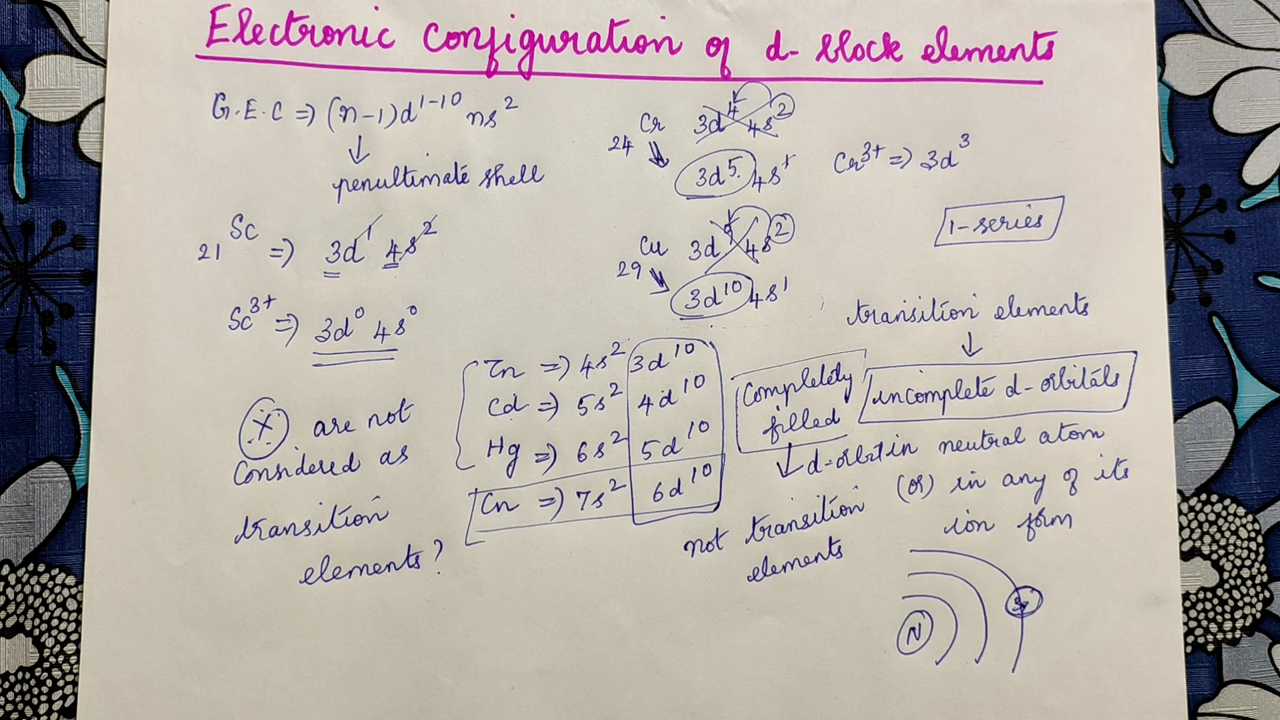 Electronic Configuration of d-block elements
G.E.C ⇒ (n-1)d¹⁻¹⁰ ns²
↓
penultimate shell
₂₁Sc ⇒ 3d¹ 4s²
Sc³⁺ ⇒ 3d⁰ 4s⁰
Cr 3d⁴ 4s²
24
3d⁵ 4s¹
Cr³⁺ ⇒ 3d³
Cu 3d⁹ 4s²
29
3d¹⁰ 4s¹
1-series
Zn ⇒ 4s² 3d¹⁰
Cd ⇒ 5s² 4d¹⁰
Hg ⇒ 6s² 5d¹⁰
Cn ⇒ 7s² 6d¹⁰
X are not
considered as
transition
elements?
Completely
filled
↓
not transition
elements
transition elements
↓
incomplete d-orbitals
in neutral atom
(or) in any of its
ion form
N